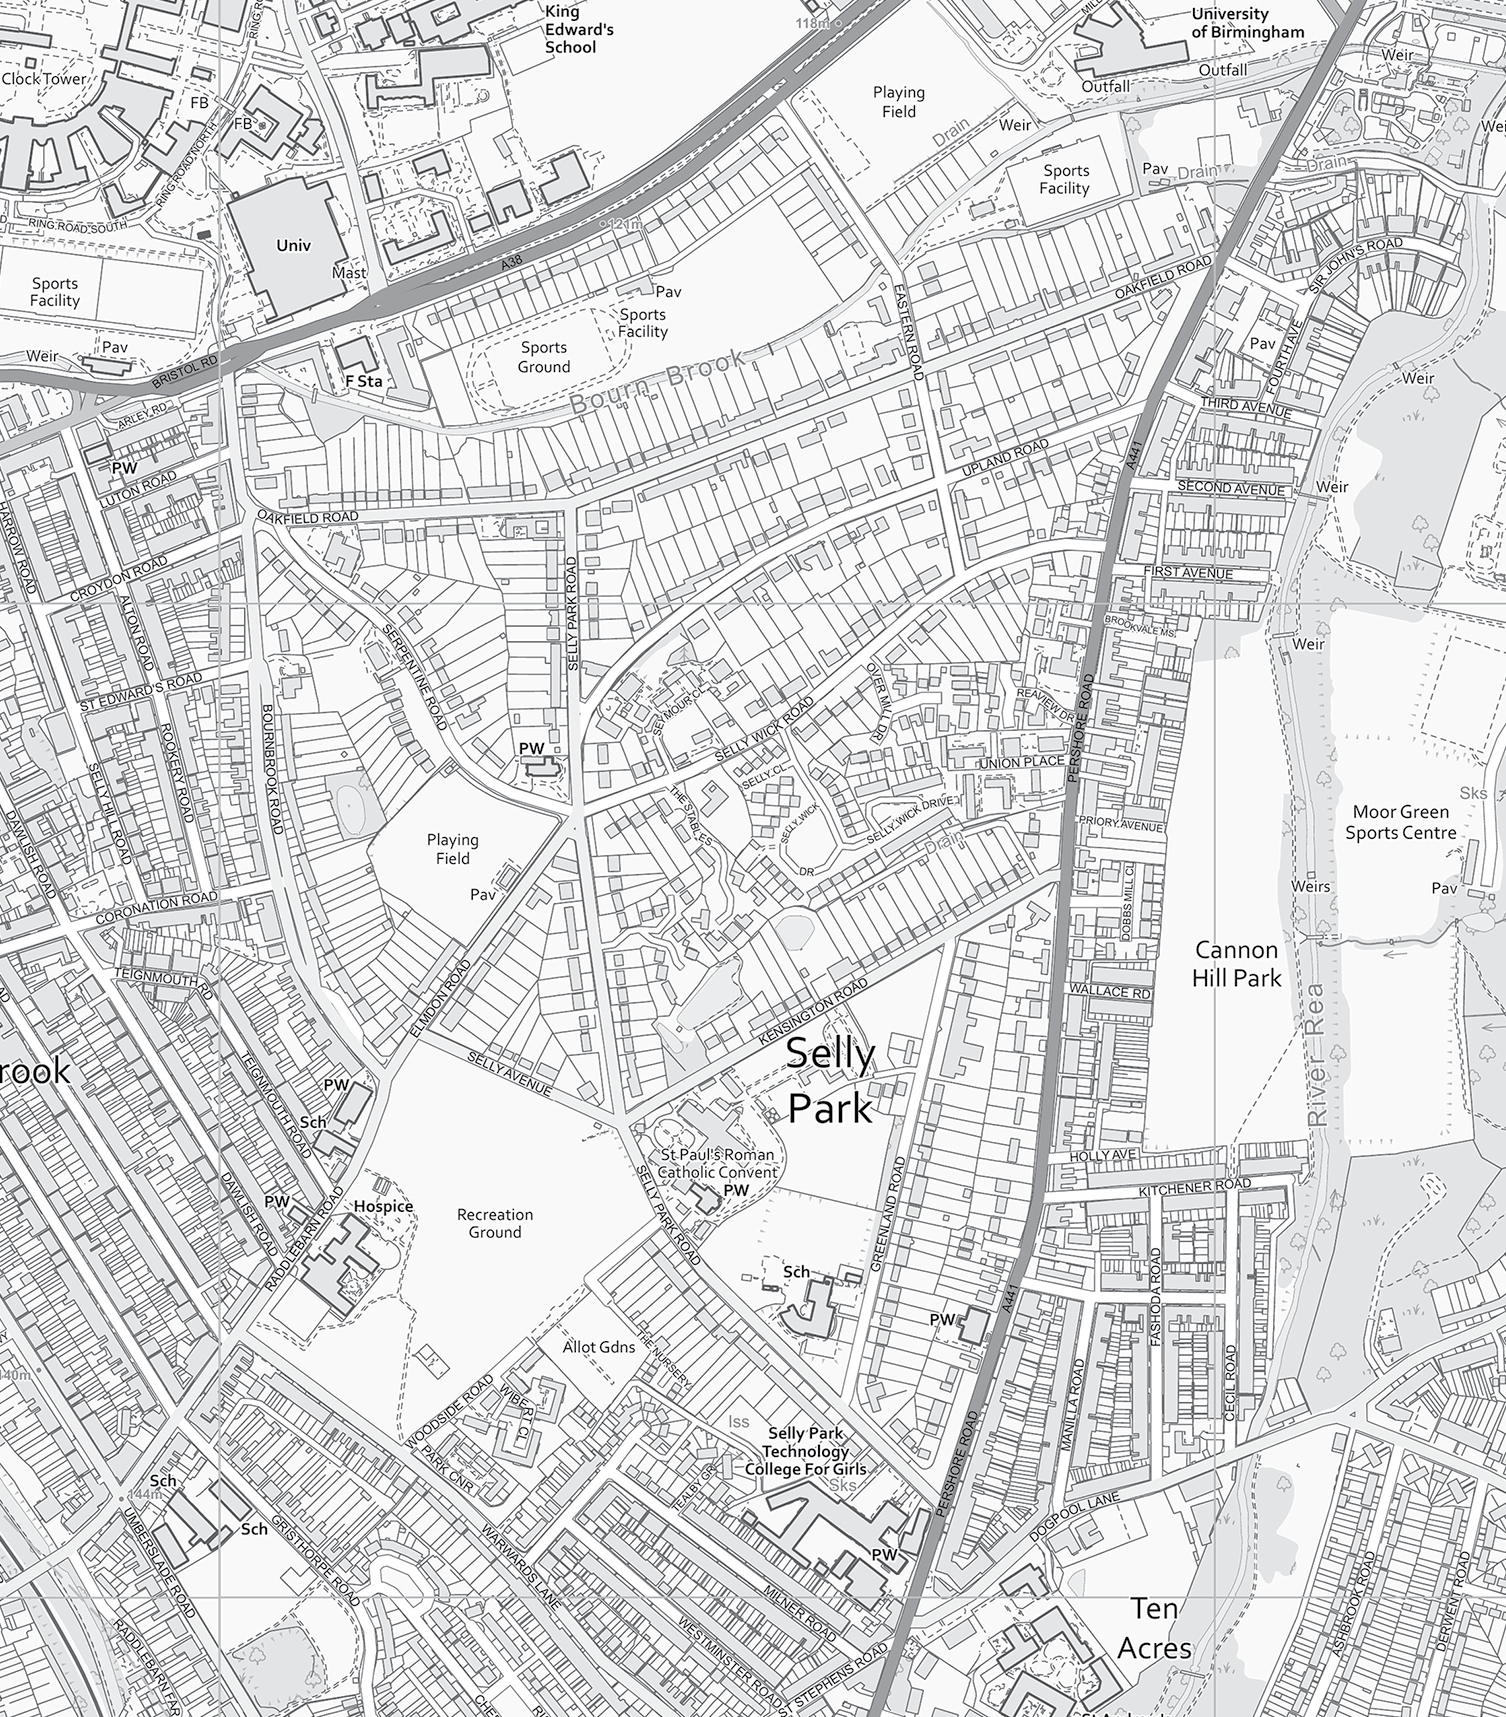 King
Edward's
School
118m
University
of Birmingham
Weir
Outfall
Outfall
Clock Tower
FB
FB
Playing
Field
Drain
Weir
RING ROAD NORTH
Sports
Facility
Pav
Drain
Drain
RING ROAD SOUTH
121m
Univ
A38
Mast
SIR JOHN'S ROAD
OAKFIELD ROAD
EASTERN ROAD
Sports
Facility
Pav
Sports
Facility
Sports
Ground
Weir
Pav
Pav
FOURTH AVE
BRISTOL RD
F Sta
Bourn Brook
Weir
ARLEY RD
THIRD AVENUE
A441
PW
LUTON ROAD
UPLAND ROAD
SECOND AVENUE
Weir
HARROW ROAD
OAKFIELD ROAD
CROYDON ROAD
FIRST AVENUE
ALTON ROAD
SELLY PARK ROAD
SERPENTINE ROAD
BROOKVALE MS
Weir
ST EDWARD'S ROAD
SEYMOUR CL
OVER MILL DR
REAVIEW DR
PERSHORE ROAD
ROOKERY ROAD
BOURNBROOK ROAD
SELLY WICK ROAD
PW
UNION PLACE
SELLY HILL ROAD
SELLY CL
THE STABLES
SELLY WICK
DR
SELLY WICK DRIVE
Drain
PRIORY AVENUE
Sks
Moor Green
Sports Centre
DAWLISH ROAD
Playing
Field
Pav
Weirs
Pav
DOBBS MILL CL
CORONATION ROAD
Cannon
Hill Park
TEIGNMOUTH RD
ELMDON ROAD
WALLACE RD
KENSINGTON ROAD
River Rea
rook
Selly
Park
SELLY AVENUE
TEIGNMOUTH ROAD
PW
Sch
St Paul's Roman
Catholic Convent
PW
HOLLY AVE
KITCHENER ROAD
DAWLISH ROAD
PW
RADDLEBARN ROAD
Hospice
Recreation
Ground
SELLY PARK ROAD
GREENLAND ROAD
Sch
A441
PW
FASHODA ROAD
Allot Gdns
THE NURSERY
140m
WOODSIDE ROAD
WIBERT CL
MANILLA ROAD
CECIL ROAD
Iss
Selly Park
Technology
College For Girls
Sks
PARK CNR
EALBY GR
PERSHORE ROAD
Sch
144m
Sch
DOGPOOL LANE
UMBERSLADE ROAD
GRISTHORPE ROAD
WARWARDS LANE
PW
MILNER ROAD
WESTMINSTER ROAD
STEPHENS ROAD
Ten
Acres
ASHBROOK ROAD
DERWENT ROAD